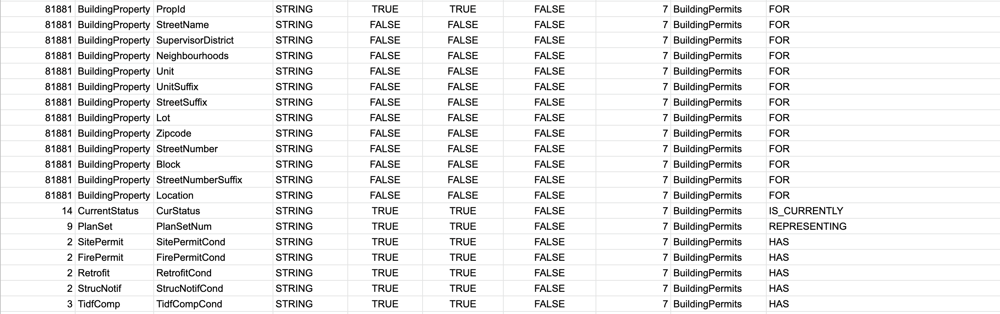 81881 BuildingProperty PropId STRING TRUE TRUE FALSE 7 BuildingPermits FOR
81881 BuildingProperty StreetName STRING FALSE FALSE FALSE 7 BuildingPermits FOR
81881 BuildingProperty SupervisorDistrict STRING FALSE FALSE FALSE 7 BuildingPermits FOR
81881 BuildingProperty Neighbourhoods STRING FALSE FALSE FALSE 7 BuildingPermits FOR
81881 BuildingProperty Unit STRING FALSE FALSE FALSE 7 BuildingPermits FOR
81881 BuildingProperty UnitSuffix STRING FALSE FALSE FALSE 7 BuildingPermits FOR
81881 BuildingProperty StreetSuffix STRING FALSE FALSE FALSE 7 BuildingPermits FOR
81881 BuildingProperty Lot STRING FALSE FALSE FALSE 7 BuildingPermits FOR
81881 BuildingProperty Zipcode STRING FALSE FALSE FALSE 7 BuildingPermits FOR
81881 BuildingProperty StreetNumber STRING FALSE FALSE FALSE 7 BuildingPermits FOR
81881 BuildingProperty Block STRING FALSE FALSE FALSE 7 BuildingPermits FOR
81881 BuildingProperty StreetNumberSuffix STRING FALSE FALSE FALSE 7 BuildingPermits FOR
81881 BuildingProperty Location STRING FALSE FALSE FALSE 7 BuildingPermits FOR
14 CurrentStatus CurStatus STRING TRUE TRUE FALSE 7 BuildingPermits IS_CURRENTLY
9 PlanSet PlanSetNum STRING TRUE TRUE FALSE 7 BuildingPermits REPRESENTING
2 SitePermit SitePermitCond STRING TRUE TRUE FALSE 7 BuildingPermits HAS
2 FirePermit FirePermitCond STRING TRUE TRUE FALSE 7 BuildingPermits HAS
2 Retrofit RetrofitCond STRING TRUE TRUE FALSE 7 BuildingPermits HAS
2 StrucNotif StrucNotifCond STRING TRUE TRUE FALSE 7 BuildingPermits HAS
3 TidfComp TidfCompCond STRING TRUE TRUE FALSE 7 BuildingPermits HAS